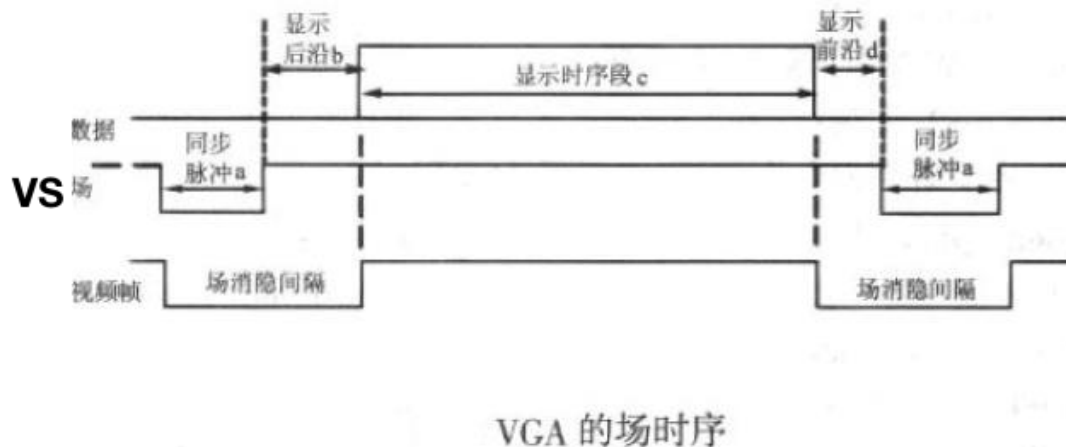 显示
后沿b
显示
前沿d
显示时序段c
数据
同步
脉冲a
同步
脉冲a
VS
场
视频帧
场消隐间隔
场消隐间隔
VGA 的场时序